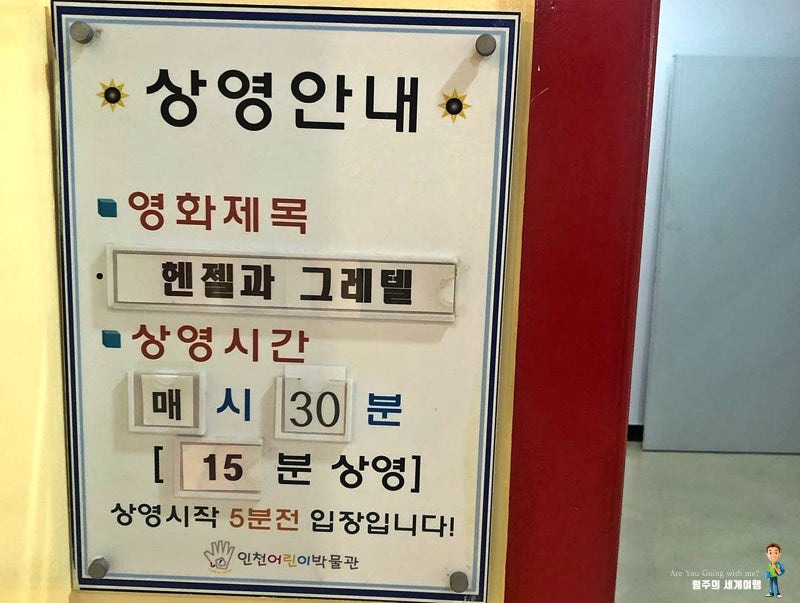 상영안내
영화제목
헨젤과 그레텔
상영시간
매 시 30 분
[ 15 분 상영]
상영시작 5분전 입장입니다!
인천어린이박물관
Are You Going with me?
림주의 세계여행